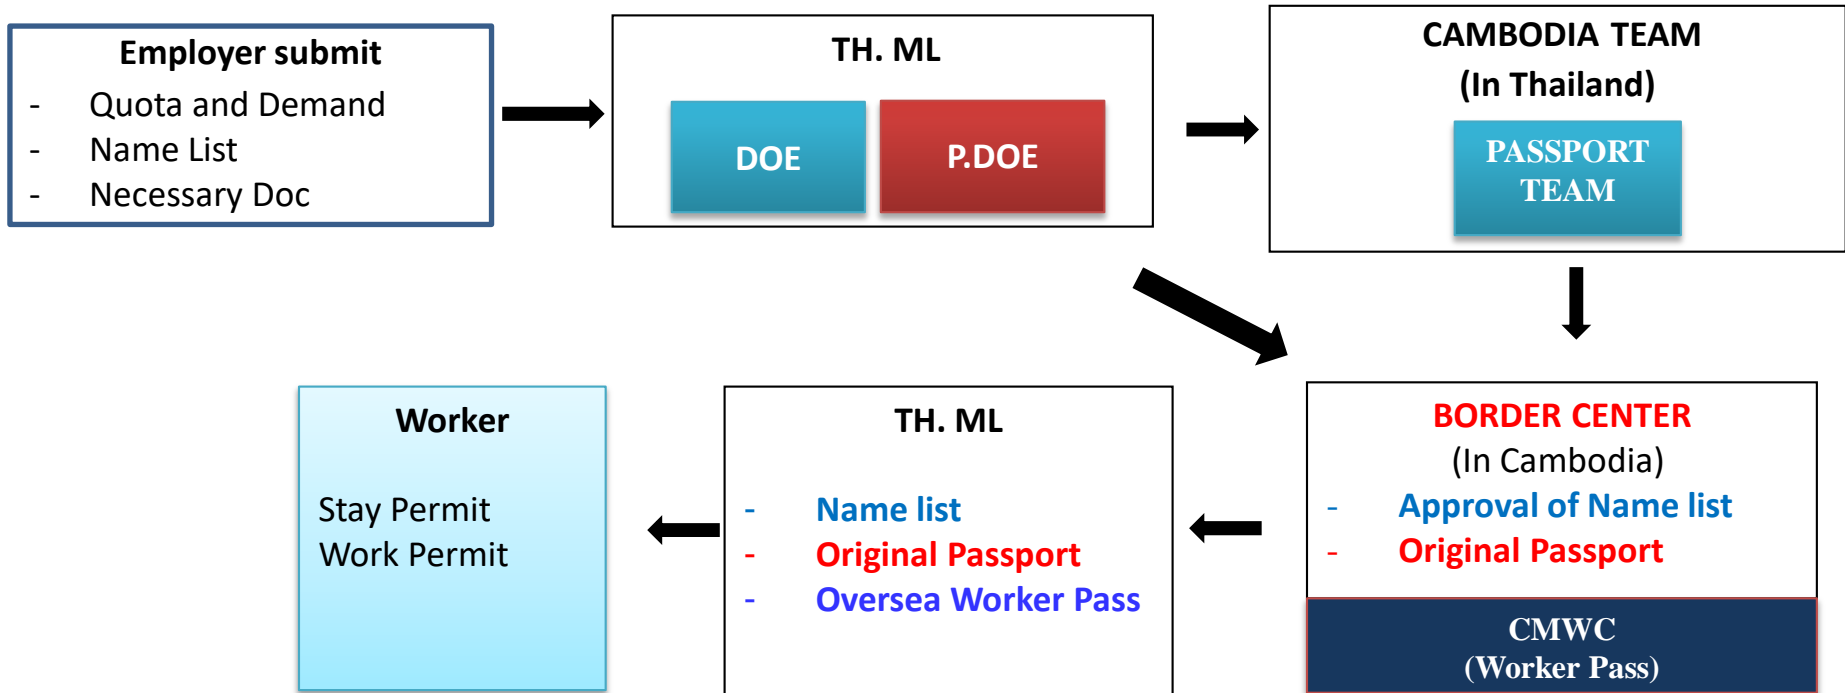 Employer submit
- Quota and Demand
- Name List
- Necessary Doc
TH. ML
DOE
P.DOE
CAMBODIA TEAM
(In Thailand)
PASSPORT
TEAM
BORDER CENTER
(In Cambodia)
- Approval of Name list
- Original Passport
CMWC
(Worker Pass)
TH. ML
- Name list
- Original Passport
- Oversea Worker Pass
Worker
Stay Permit
Work Permit